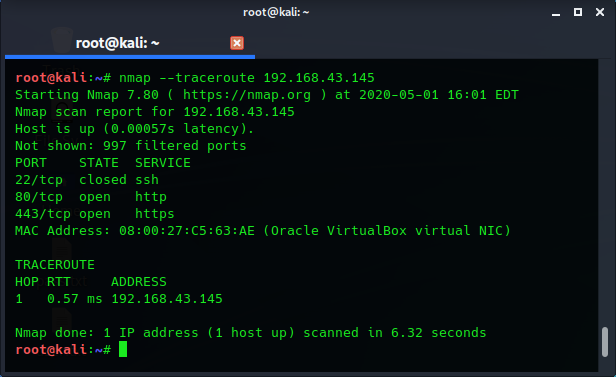 root@kali: ~
root@kali: ~
root@kali:~# nmap --traceroute 192.168.43.145
Starting Nmap 7.80 ( https://nmap.org ) at 2020-05-01 16:01 EDT
Nmap scan report for 192.168.43.145
Host is up (0.00057s latency).
Not shown: 997 filtered ports
PORT    STATE  SERVICE
22/tcp  closed ssh
80/tcp  open   http
443/tcp open   https
MAC Address: 08:00:27:C5:63:AE (Oracle VirtualBox virtual NIC)
TRACEROUTE
HOP RTT     ADDRESS
1   0.57 ms 192.168.43.145
Nmap done: 1 IP address (1 host up) scanned in 6.32 seconds
root@kali:~#